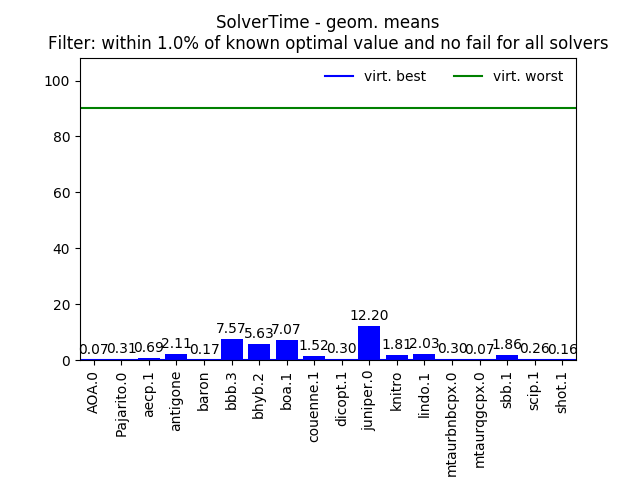 SolverTime - geom. means
Filter: within 1.0% of known optimal value and no fail for all solvers
virt. best
virt. worst
100
80
60
40
20
0
0.07
0.31
0.69
2.11
0.17
7.57
5.63
7.07
1.52
0.30
12.20
1.81
2.03
0.30
0.07
1.86
0.26
0.16
AOA.0
Pajarito.0
aecp.1
antigone
baron
bbb.3
bhyb.2
boa.1
couenne.1
dicopt.1
juniper.0
knitro
lindo.1
mtaurbnbcpx.0
mtaurqgcpx.0
sbb.1
scip.1
shot.1